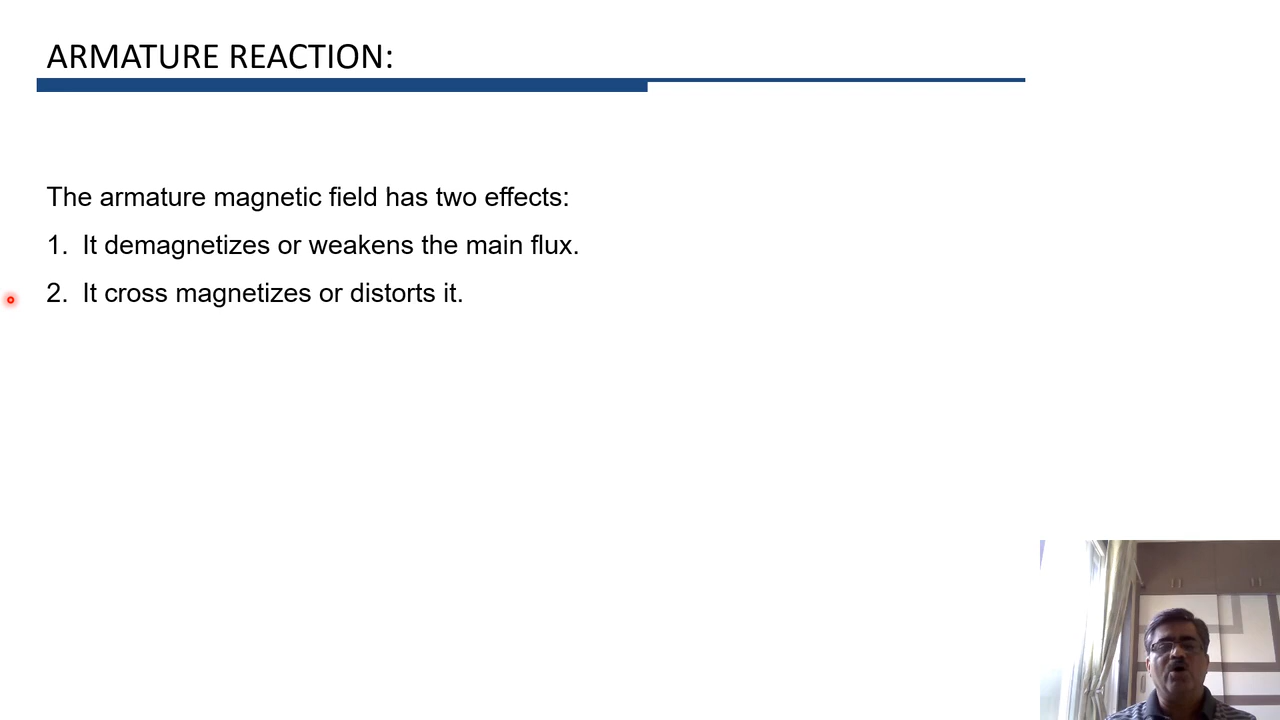 ARMATURE REACTION:
The armature magnetic field has two effects:
1. It demagnetizes or weakens the main flux.
2. It cross magnetizes or distorts it.